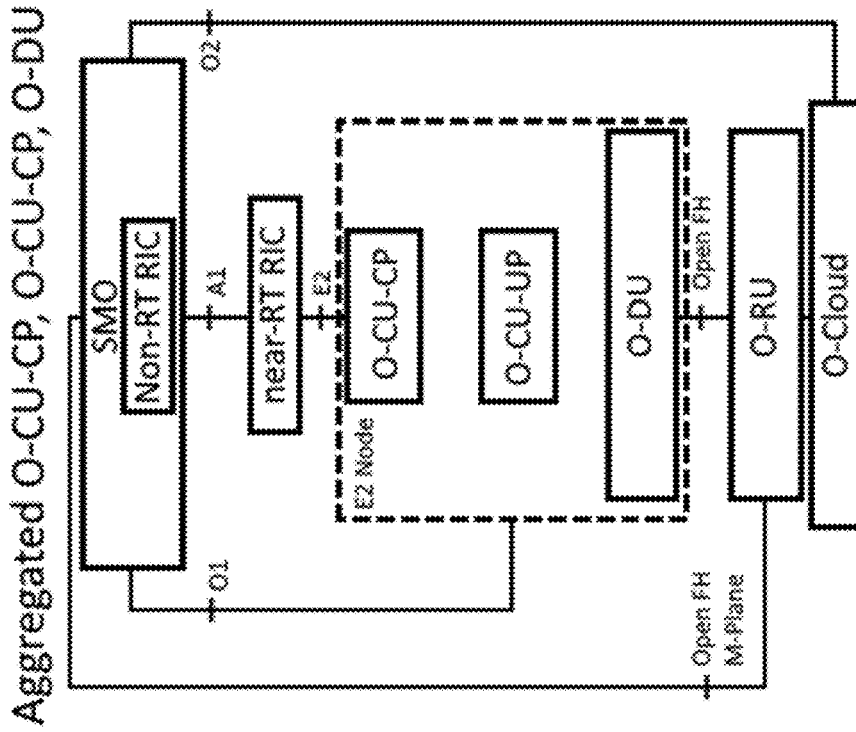 Aggregated O-CU-CP, O-CU-CP, O-DU
SMO
Non-RT RIC
O1
A1
O2
near-RT RIC
E2
E2 Node
O-CU-CP
O-CU-UP
O-DU
Open FH
M-Plane
Open FH
O-RU
O-Cloud